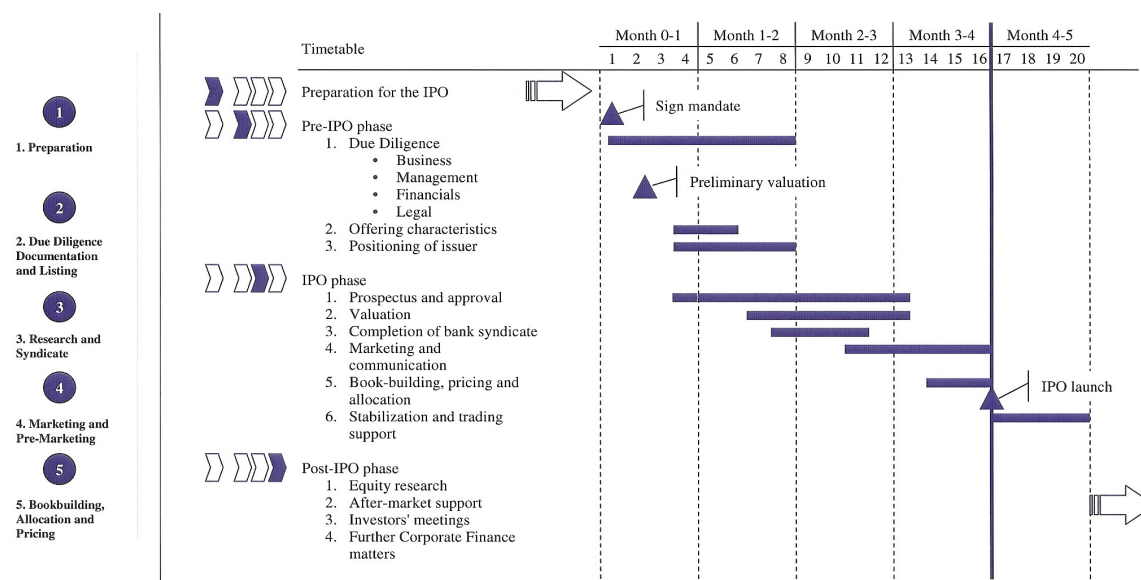 Timetable
Month 0-1 Month 1-2 Month 2-3 Month 3-4 Month 4-5
1 2 3 4 5 6 7 8 9 10 11 12 13 14 15 16 17 18 19 20
1
1. Preparation
2
2. Due Diligence
Documentation
and Listing
3
3. Research and
Syndicate
4
4. Marketing and
Pre-Marketing
5
5. Bookbuilding,
Allocation and
Pricing
Preparation for the IPO
Sign mandate
Pre-IPO phase
1. Due Diligence
• Business
• Management
Preliminary valuation
• Financials
• Legal
2. Offering characteristics
3. Positioning of issuer
IPO phase
1. Prospectus and approval
2. Valuation
3. Completion of bank syndicate
4. Marketing and
communication
5. Book-building, pricing and
allocation
IPO launch
6. Stabilization and trading
support
Post-IPO phase
1. Equity research
2. After-market support
3. Investors' meetings
4. Further Corporate Finance
matters